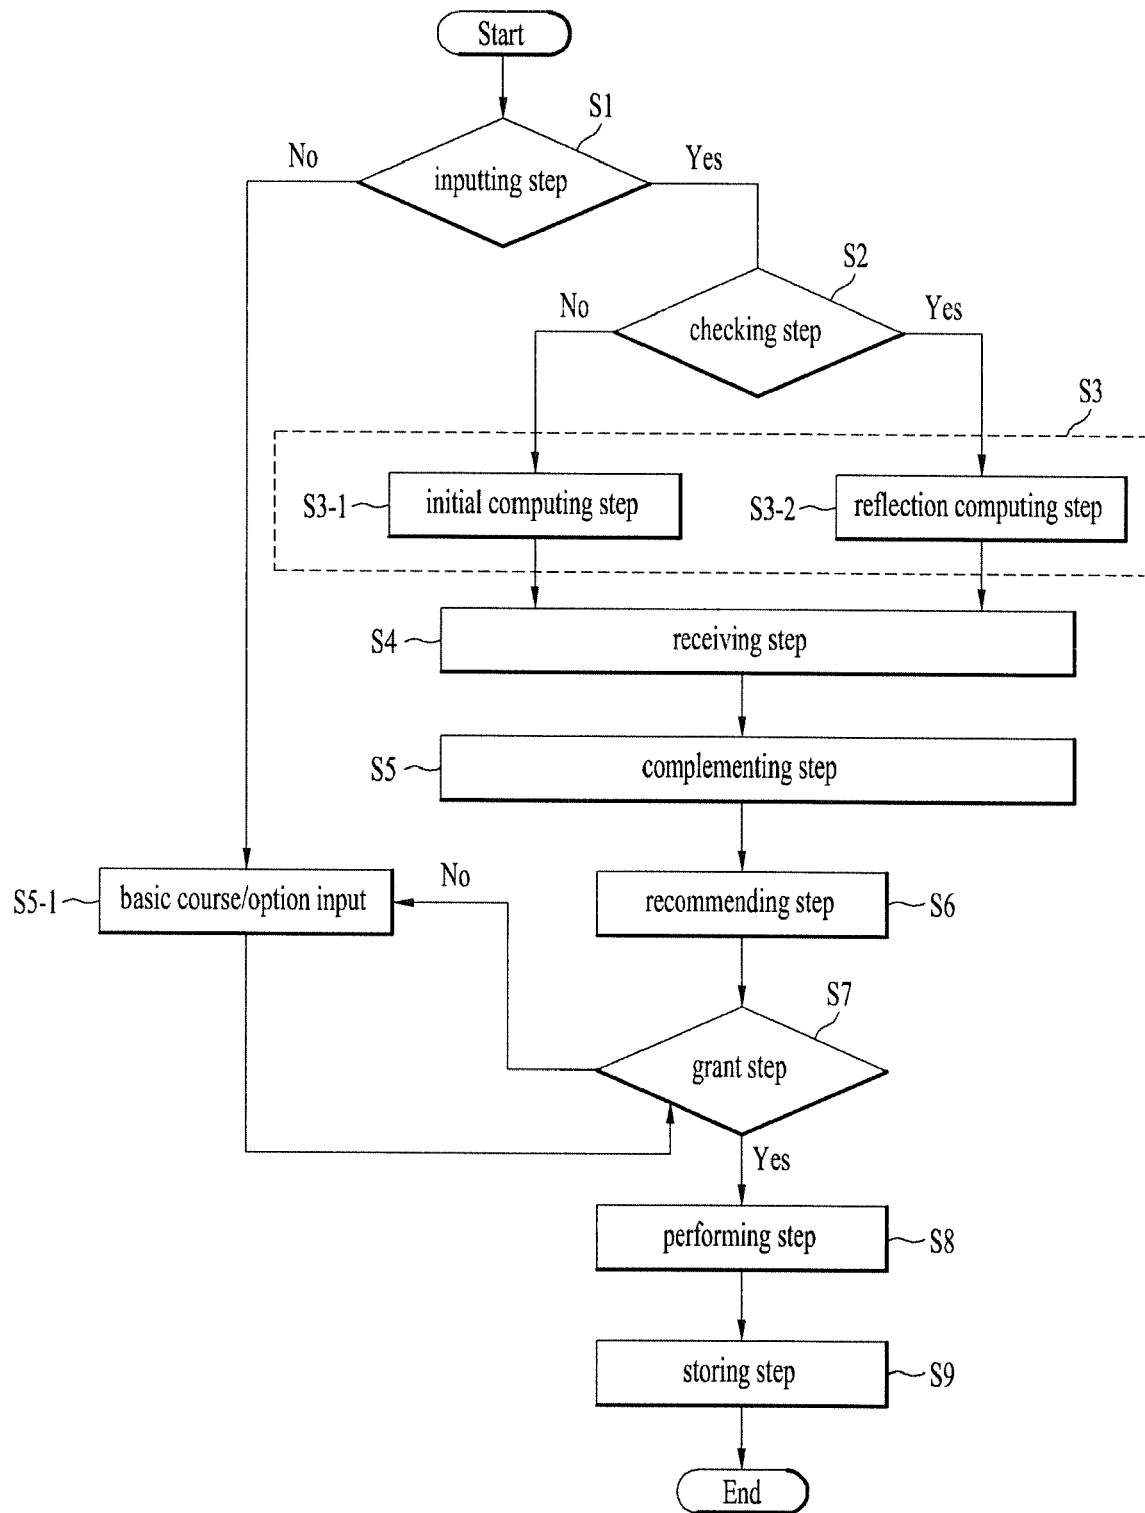 Start
S1
No
Yes
inputting step
S2
No
Yes
checking step
S3
S3-1
initial computing step
S3-2
reflection computing step
S4
receiving step
S5
complementing step
No
S5-1
basic course/option input
recommending step
S6
S7
grant step
Yes
performing step
S8
storing step
S9
End